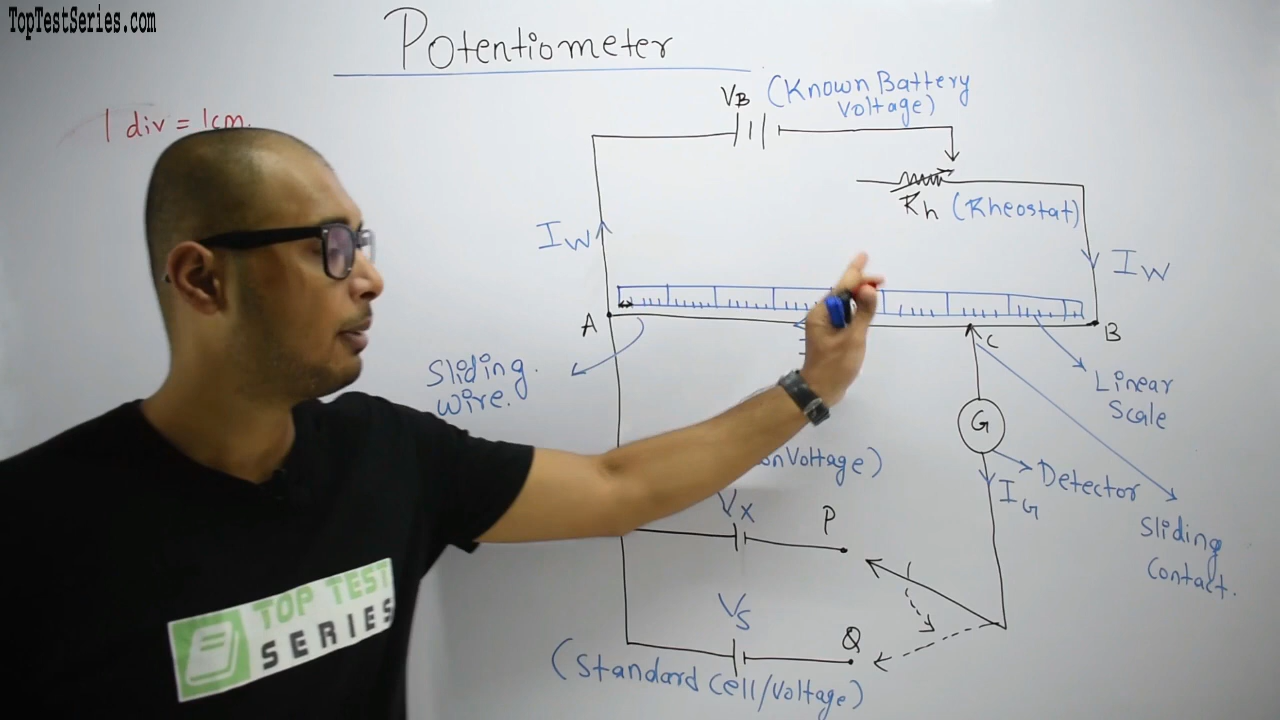 TopTestSeries.com
Potentiometer
1 div = 1cm.
VB (Known Battery
Voltage)
Rh (Rheostat)
IW
IW
A
B
C
Sliding
wire.
Linear
Scale
G
Voltage)
Detector
IG
Sliding
Contact.
VX
P
VS
Q
(Standard Cell/Voltage)
TOP TEST
SERIES